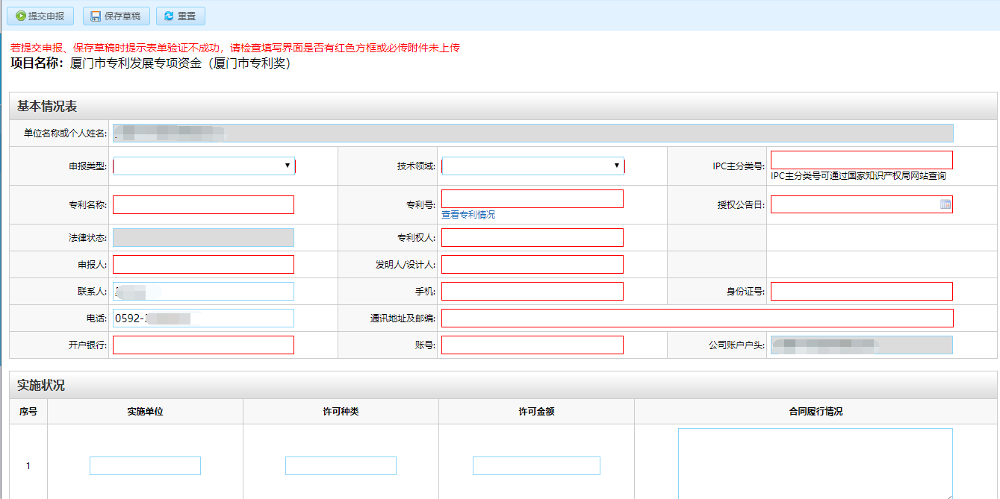 提交申报 保存草稿 重置
若提交申报、保存草稿时提示表单验证不成功，请检查填写界面是否有红色方框或必传附件未上传
项目名称：厦门市专利发展专项资金（厦门市专利奖）
基本情况表
单位名称或个人姓名:
申报类型: 技术领域: IPC主分类号:
IPC主分类号可通过国家知识产权局网站查询
专利名称: 专利号: 授权公告日:
查看专利情况
法律状态: 专利权人:
申报人: 发明人/设计人:
联系人: 手机: 身份证号:
电话: 0592- 通讯地址及邮编:
开户银行: 账号: 公司账户户头:
实施状况
序号 实施单位 许可种类 许可金额 合同履行情况
1